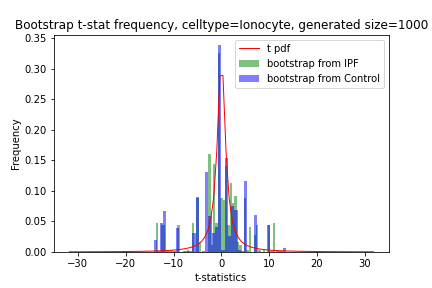 Bootstrap t-stat frequency, celltype=Ionocyte, generated size=1000
t pdf
bootstrap from IPF
bootstrap from Control
Frequency
0.35
0.30
0.25
0.20
0.15
0.10
0.05
0.00
−30 −20 −10 0 10 20 30
t-statistics